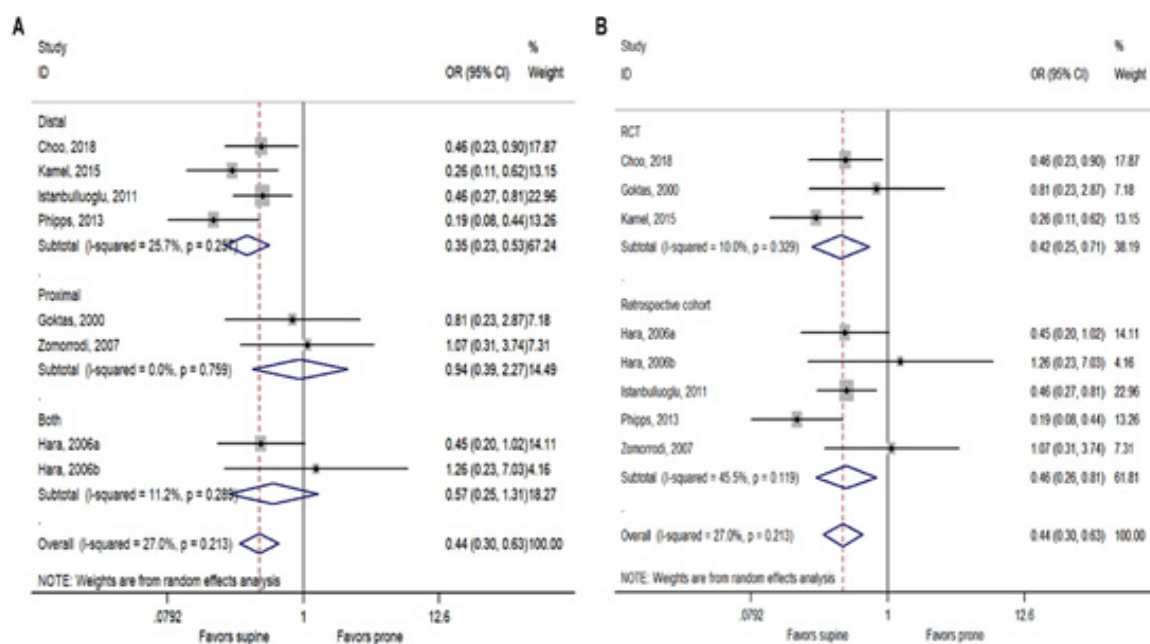 A
Study %
ID OR (95% CI) Weight
Distal
Choo, 2018 0.46 (0.23, 0.90) 17.87
Kamel, 2015 0.26 (0.11, 0.62) 13.15
Istanbulluoglu, 2011 0.46 (0.27, 0.81) 22.96
Phipps, 2013 0.19 (0.08, 0.44) 13.26
Subtotal (I-squared = 25.7%, p = 0.25 0.35 (0.23, 0.53) 67.24
.
Proximal
Goktas, 2000 0.81 (0.23, 2.87) 7.18
Zomorrodi, 2007 1.07 (0.31, 3.74) 7.31
Subtotal (I-squared = 0.0%, p = 0.759) 0.94 (0.39, 2.27) 14.49
.
Both
Hara, 2006a 0.45 (0.20, 1.02) 14.11
Hara, 2006b 1.26 (0.23, 7.03) 4.16
Subtotal (I-squared = 11.2%, p = 0.28 0.57 (0.25, 1.31) 18.27
.
Overall (I-squared = 27.0%, p = 0.213) 0.44 (0.30, 0.63) 100.00
NOTE: Weights are from random effects analysis
.0792 1 12.6
Favors supine Favors prone
B
Study %
ID OR (95% CI) Weight
RCT
Choo, 2018 0.46 (0.23, 0.90) 17.87
Goktas, 2000 0.81 (0.23, 2.87) 7.18
Kamel, 2015 0.26 (0.11, 0.62) 13.15
Subtotal (I-squared = 10.0%, p = 0.329) 0.42 (0.25, 0.71) 38.19
.
Retrospective cohort
Hara, 2006a 0.45 (0.20, 1.02) 14.11
Hara, 2006b 1.26 (0.23, 7.03) 4.16
Istanbulluoglu, 2011 0.46 (0.27, 0.81) 22.96
Phipps, 2013 0.19 (0.08, 0.44) 13.26
Zomorrodi, 2007 1.07 (0.31, 3.74) 7.31
Subtotal (I-squared = 45.5%, p = 0.119) 0.46 (0.26, 0.81) 61.81
.
Overall (I-squared = 27.0%, p = 0.213) 0.44 (0.30, 0.63) 100.00
NOTE: Weights are from random effects analysis
.0792 1 12.6
Favors supine Favors prone